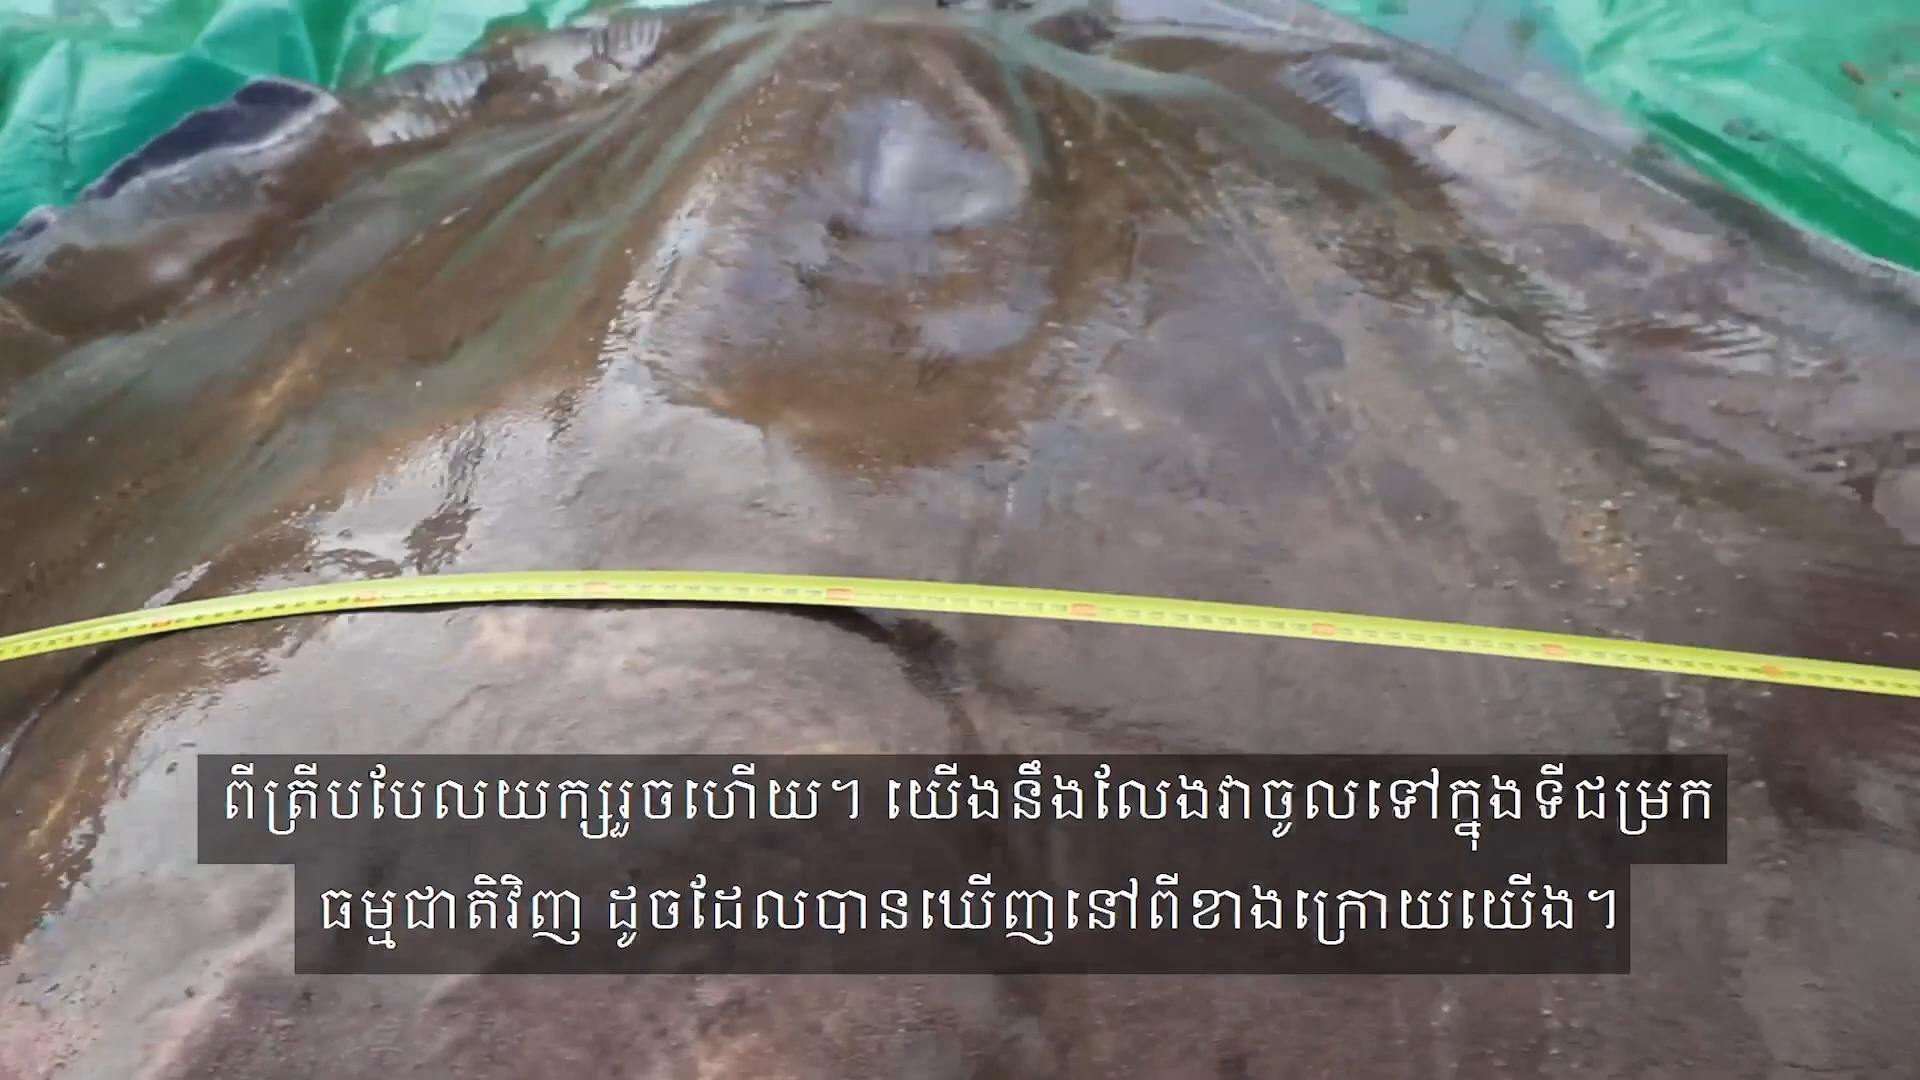 ពីត្រីបបែលយក្សរួចហើយ។ យើងនឹងលែងវាចូលទៅក្នុងទីជម្រក
ធម្មជាតិវិញ ដូចដែលបានឃើញនៅពីខាងក្រោយយើង។